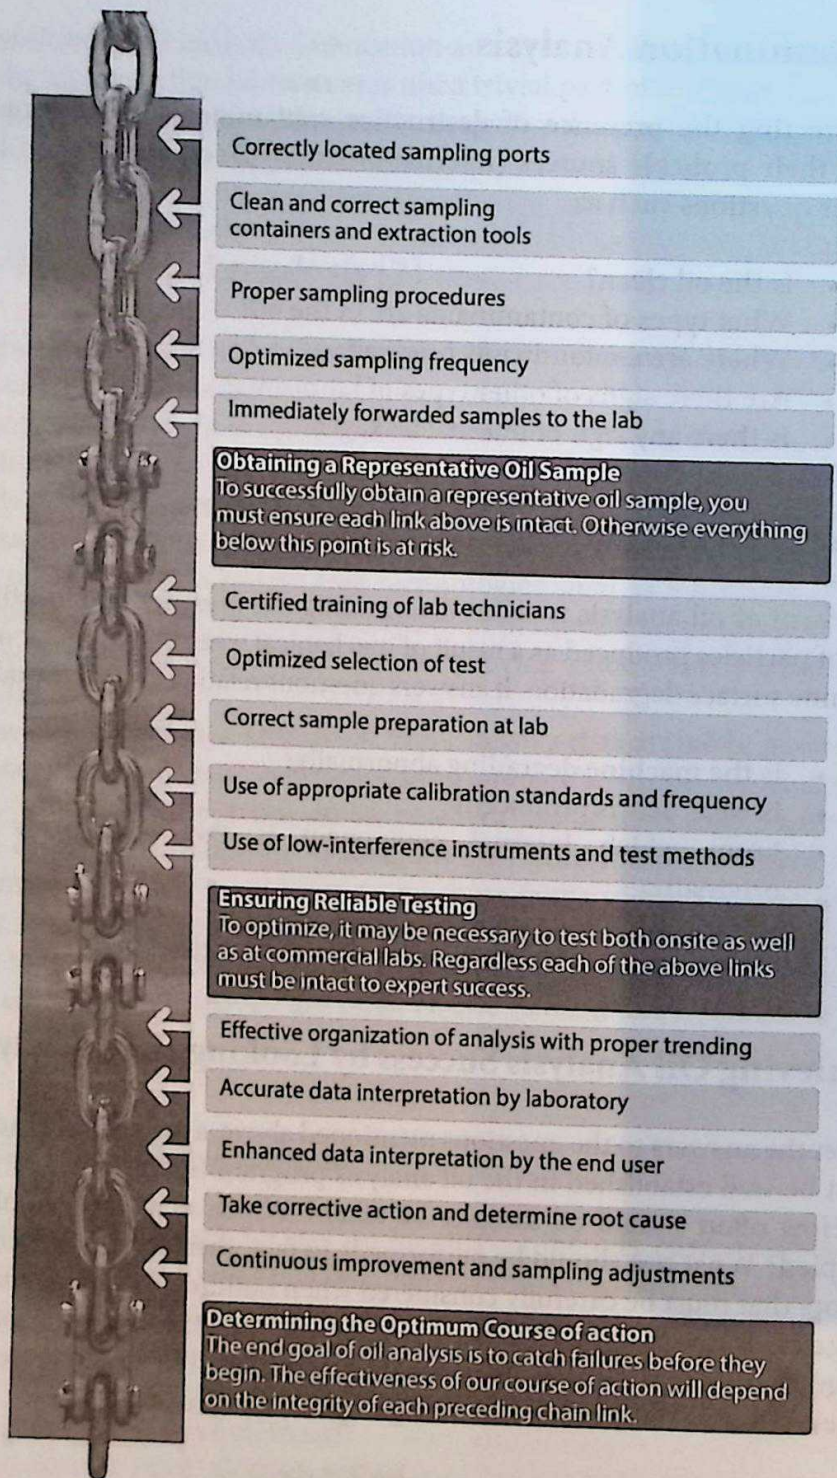 Correctly located sampling ports
Clean and correct sampling
containers and extraction tools
Proper sampling procedures
Optimized sampling frequency
Immediately forwarded samples to the lab
Obtaining a Representative Oil Sample
To successfully obtain a representative oil sample, you
must ensure each link above is intact. Otherwise everything
below this point is at risk.
Certified training of lab technicians
Optimized selection of test
Correct sample preparation at lab
Use of appropriate calibration standards and frequency
Use of low-interference instruments and test methods
Ensuring Reliable Testing
To optimize, it may be necessary to test both onsite as well
as at commercial labs. Regardless each of the above links
must be intact to expert success.
Effective organization of analysis with proper trending
Accurate data interpretation by laboratory
Enhanced data interpretation by the end user
Take corrective action and determine root cause
Continuous improvement and sampling adjustments
Determining the Optimum Course of action
The end goal of oil analysis is to catch failures before they
begin. The effectiveness of our course of action will depend
on the integrity of each preceding chain link.